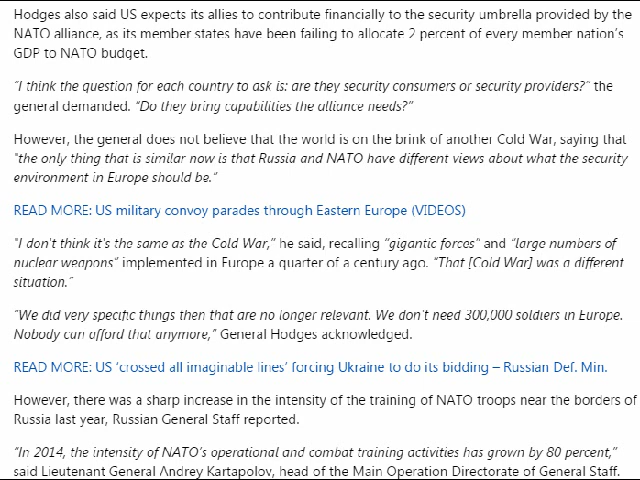 Hodges also said US expects its allies to contribute financially to the security umbrella provided by the
NATO alliance, as its member states have been failing to allocate 2 percent of every member nation's
GDP to NATO budget.
"I think the question for each country to ask is: are they security consumers or security providers?" the
general demanded. "Do they bring capabilities the alliance needs?"
However, the general does not believe that the world is on the brink of another Cold War, saying that
"the only thing that is similar now is that Russia and NATO have different views about what the security
environment in Europe should be."
READ MORE: US military convoy parades through Eastern Europe (VIDEOS)
"I don't think it's the same as the Cold War," he said, recalling "gigantic forces" and "large numbers of
nuclear weapons" implemented in Europe a quarter of a century ago. "That [Cold War] was a different
situation."
"We did very specific things then that are no longer relevant. We don't need 300,000 soldiers in Europe.
Nobody can afford that anymore," General Hodges acknowledged.
READ MORE: US 'crossed all imaginable lines' forcing Ukraine to do its bidding – Russian Def. Min.
However, there was a sharp increase in the intensity of the training of NATO troops near the borders of
Russia last year, Russian General Staff reported.
"In 2014, the intensity of NATO's operational and combat training activities has grown by 80 percent,"
said Lieutenant General Andrey Kartapolov, head of the Main Operation Directorate of General Staff.